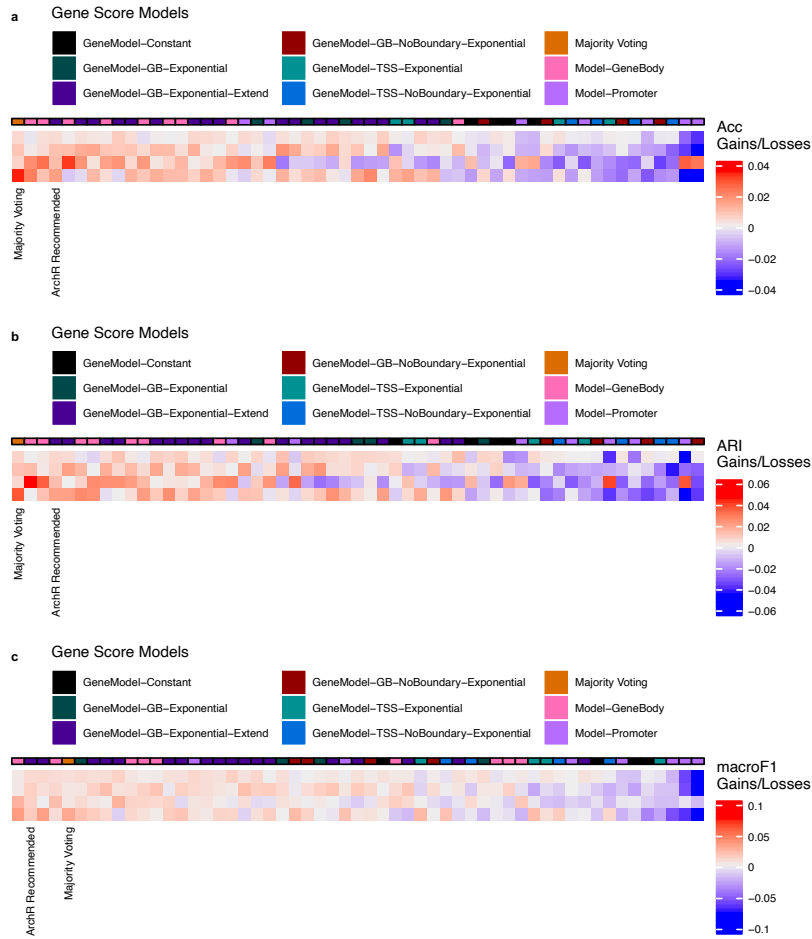 a
Gene Score Models
GeneModel−Constant
GeneModel−GB−Exponential
GeneModel−GB−Exponential−Extend
GeneModel−GB−NoBoundary−Exponential
GeneModel−TSS−Exponential
GeneModel−TSS−NoBoundary−Exponential
Majority Voting
Model−GeneBody
Model−Promoter
Acc
Gains/Losses
0.04
0.02
0
−0.02
−0.04
Majority Voting
ArchR Recommended
b
Gene Score Models
GeneModel−Constant
GeneModel−GB−Exponential
GeneModel−GB−Exponential−Extend
GeneModel−GB−NoBoundary−Exponential
GeneModel−TSS−Exponential
GeneModel−TSS−NoBoundary−Exponential
Majority Voting
Model−GeneBody
Model−Promoter
ARI
Gains/Losses
0.06
0.04
0.02
0
−0.02
−0.04
−0.06
Majority Voting
ArchR Recommended
c
Gene Score Models
GeneModel−Constant
GeneModel−GB−Exponential
GeneModel−GB−Exponential−Extend
GeneModel−GB−NoBoundary−Exponential
GeneModel−TSS−Exponential
GeneModel−TSS−NoBoundary−Exponential
Majority Voting
Model−GeneBody
Model−Promoter
macroF1
Gains/Losses
0.1
0.05
0
−0.05
−0.1
ArchR Recommended
Majority Voting